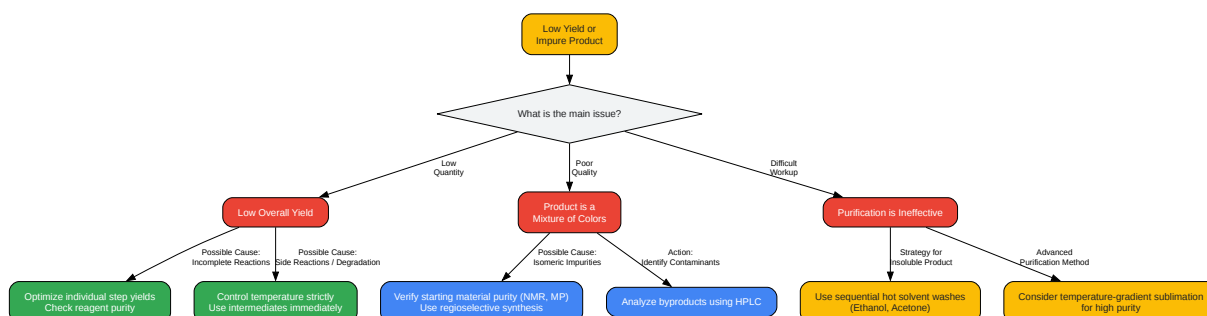 Low Yield or
Impure Product
What is the main issue?
Low
Quantity
Poor
Quality
Difficult
Workup
Low Overall Yield
Product is a
Mixture of Colors
Purification is Ineffective
Possible Cause:
Incomplete Reactions
Possible Cause:
Side Reactions / Degradation
Possible Cause:
Isomeric Impurities
Action:
Identify Contaminants
Strategy for
Insoluble Product
Advanced
Purification Method
Optimize individual step yields
Check reagent purity
Control temperature strictly
Use intermediates immediately
Verify starting material purity (NMR, MP)
Use regioselective synthesis
Analyze byproducts using HPLC
Use sequential hot solvent washes
(Ethanol, Acetone)
Consider temperature-gradient sublimation
for high purity